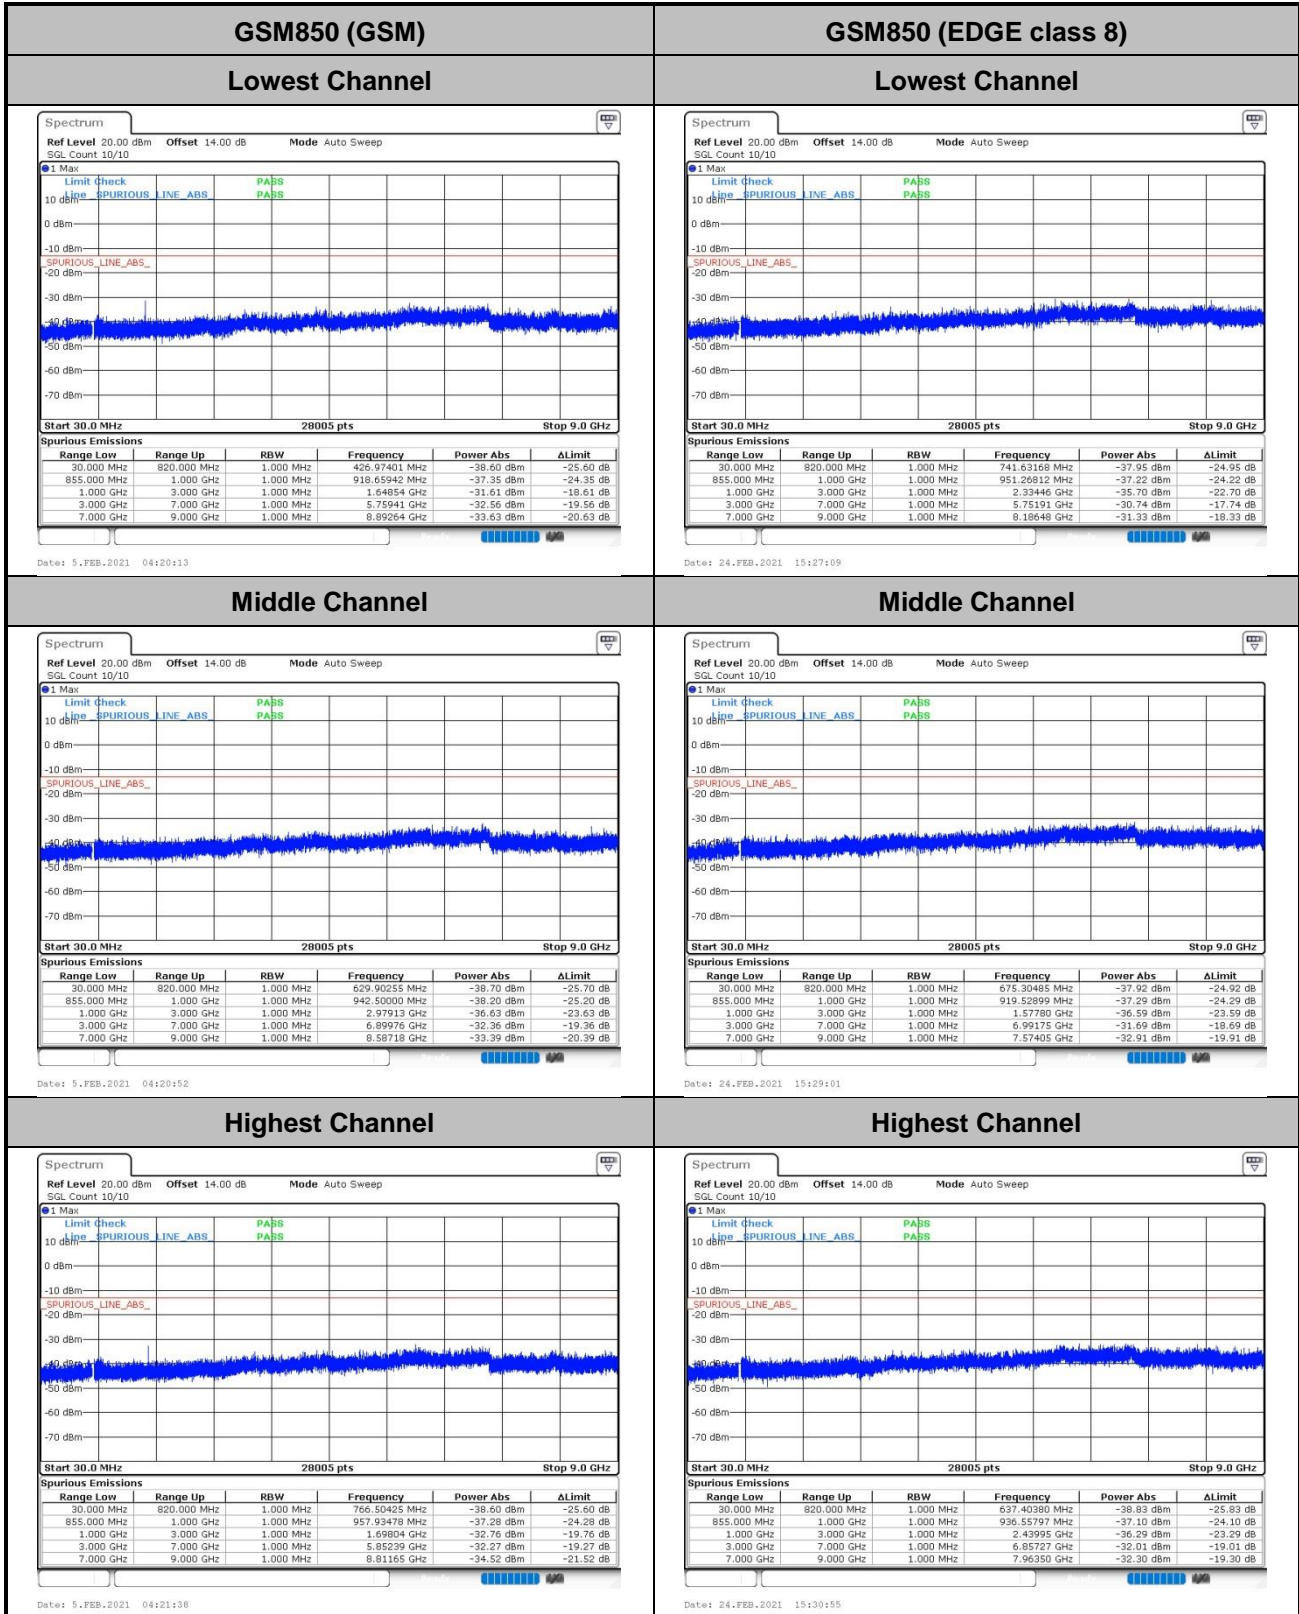 GSM850 (GSM)
GSM850 (EDGE class 8)
Lowest Channel
Lowest Channel
Spectrum
Ref Level 20.00 dBm Offset 14.00 dB Mode Auto Sweep
SGL Count 10/10
1 Max
Limit Check PASS
Line _SPURIOUS_LINE_ABS_ PASS
10 dBm
0 dBm
-10 dBm
_SPURIOUS_LINE_ABS_
-20 dBm
-30 dBm
-40 dBm
-50 dBm
-60 dBm
-70 dBm
Start 30.0 MHz 28005 pts Stop 9.0 GHz
Spurious Emissions
Range Low Range Up RBW Frequency Power Abs ΔLimit
30.000 MHz 820.000 MHz 1.000 MHz 426.97401 MHz -38.60 dBm -25.60 dB
855.000 MHz 1.000 GHz 1.000 MHz 918.65942 MHz -37.35 dBm -24.35 dB
1.000 GHz 3.000 GHz 1.000 MHz 1.64854 GHz -31.61 dBm -18.61 dB
3.000 GHz 7.000 GHz 1.000 MHz 5.75941 GHz -32.56 dBm -19.56 dB
7.000 GHz 9.000 GHz 1.000 MHz 8.89264 GHz -33.63 dBm -20.63 dB
Date: 5.FEB.2021 04:20:13
Spectrum
Ref Level 20.00 dBm Offset 14.00 dB Mode Auto Sweep
SGL Count 10/10
1 Max
Limit Check PASS
Line _SPURIOUS_LINE_ABS_ PASS
10 dBm
0 dBm
-10 dBm
_SPURIOUS_LINE_ABS_
-20 dBm
-30 dBm
-40 dBm
-50 dBm
-60 dBm
-70 dBm
Start 30.0 MHz 28005 pts Stop 9.0 GHz
Spurious Emissions
Range Low Range Up RBW Frequency Power Abs ΔLimit
30.000 MHz 820.000 MHz 1.000 MHz 741.63168 MHz -37.95 dBm -24.95 dB
855.000 MHz 1.000 GHz 1.000 MHz 951.26812 MHz -37.22 dBm -24.22 dB
1.000 GHz 3.000 GHz 1.000 MHz 2.33446 GHz -35.70 dBm -22.70 dB
3.000 GHz 7.000 GHz 1.000 MHz 5.75191 GHz -30.74 dBm -17.74 dB
7.000 GHz 9.000 GHz 1.000 MHz 8.18648 GHz -31.33 dBm -18.33 dB
Date: 24.FEB.2021 15:27:09
Middle Channel
Middle Channel
Spectrum
Ref Level 20.00 dBm Offset 14.00 dB Mode Auto Sweep
SGL Count 10/10
1 Max
Limit Check PASS
Line _SPURIOUS_LINE_ABS_ PASS
10 dBm
0 dBm
-10 dBm
_SPURIOUS_LINE_ABS_
-20 dBm
-30 dBm
-40 dBm
-50 dBm
-60 dBm
-70 dBm
Start 30.0 MHz 28005 pts Stop 9.0 GHz
Spurious Emissions
Range Low Range Up RBW Frequency Power Abs ΔLimit
30.000 MHz 820.000 MHz 1.000 MHz 629.90255 MHz -38.70 dBm -25.70 dB
855.000 MHz 1.000 GHz 1.000 MHz 942.50000 MHz -38.20 dBm -25.20 dB
1.000 GHz 3.000 GHz 1.000 MHz 2.97913 GHz -36.63 dBm -23.63 dB
3.000 GHz 7.000 GHz 1.000 MHz 6.89976 GHz -32.36 dBm -19.36 dB
7.000 GHz 9.000 GHz 1.000 MHz 8.58718 GHz -33.39 dBm -20.39 dB
Date: 5.FEB.2021 04:20:52
Spectrum
Ref Level 20.00 dBm Offset 14.00 dB Mode Auto Sweep
SGL Count 10/10
1 Max
Limit Check PASS
Line _SPURIOUS_LINE_ABS_ PASS
10 dBm
0 dBm
-10 dBm
_SPURIOUS_LINE_ABS_
-20 dBm
-30 dBm
-40 dBm
-50 dBm
-60 dBm
-70 dBm
Start 30.0 MHz 28005 pts Stop 9.0 GHz
Spurious Emissions
Range Low Range Up RBW Frequency Power Abs ΔLimit
30.000 MHz 820.000 MHz 1.000 MHz 675.30485 MHz -37.92 dBm -24.92 dB
855.000 MHz 1.000 GHz 1.000 MHz 919.52899 MHz -37.29 dBm -24.29 dB
1.000 GHz 3.000 GHz 1.000 MHz 1.57780 GHz -36.59 dBm -23.59 dB
3.000 GHz 7.000 GHz 1.000 MHz 6.99175 GHz -31.69 dBm -18.69 dB
7.000 GHz 9.000 GHz 1.000 MHz 7.57405 GHz -32.91 dBm -19.91 dB
Date: 24.FEB.2021 15:29:01
Highest Channel
Highest Channel
Spectrum
Ref Level 20.00 dBm Offset 14.00 dB Mode Auto Sweep
SGL Count 10/10
1 Max
Limit Check PASS
Line _SPURIOUS_LINE_ABS_ PASS
10 dBm
0 dBm
-10 dBm
_SPURIOUS_LINE_ABS_
-20 dBm
-30 dBm
-40 dBm
-50 dBm
-60 dBm
-70 dBm
Start 30.0 MHz 28005 pts Stop 9.0 GHz
Spurious Emissions
Range Low Range Up RBW Frequency Power Abs ΔLimit
30.000 MHz 820.000 MHz 1.000 MHz 766.50425 MHz -38.60 dBm -25.60 dB
855.000 MHz 1.000 GHz 1.000 MHz 957.93478 MHz -37.28 dBm -24.28 dB
1.000 GHz 3.000 GHz 1.000 MHz 1.69804 GHz -32.76 dBm -19.76 dB
3.000 GHz 7.000 GHz 1.000 MHz 5.85239 GHz -32.27 dBm -19.27 dB
7.000 GHz 9.000 GHz 1.000 MHz 8.81165 GHz -34.52 dBm -21.52 dB
Date: 5.FEB.2021 04:21:38
Spectrum
Ref Level 20.00 dBm Offset 14.00 dB Mode Auto Sweep
SGL Count 10/10
1 Max
Limit Check PASS
Line _SPURIOUS_LINE_ABS_ PASS
10 dBm
0 dBm
-10 dBm
_SPURIOUS_LINE_ABS_
-20 dBm
-30 dBm
-40 dBm
-50 dBm
-60 dBm
-70 dBm
Start 30.0 MHz 28005 pts Stop 9.0 GHz
Spurious Emissions
Range Low Range Up RBW Frequency Power Abs ΔLimit
30.000 MHz 820.000 MHz 1.000 MHz 637.40380 MHz -38.83 dBm -25.83 dB
855.000 MHz 1.000 GHz 1.000 MHz 936.55797 MHz -37.10 dBm -24.10 dB
1.000 GHz 3.000 GHz 1.000 MHz 2.43995 GHz -36.29 dBm -23.29 dB
3.000 GHz 7.000 GHz 1.000 MHz 6.85727 GHz -32.01 dBm -19.01 dB
7.000 GHz 9.000 GHz 1.000 MHz 7.96350 GHz -32.30 dBm -19.30 dB
Date: 24.FEB.2021 15:30:55